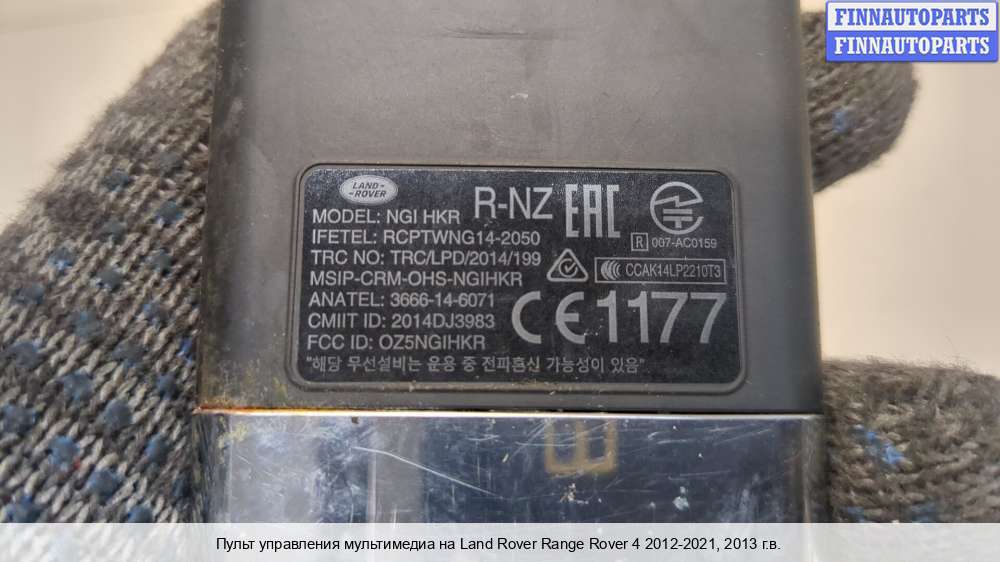 FINNAUTOPARTS
FINNAUTOPARTS
LAND-
-ROVER
MODEL: NGI HKR
R-NZ
EAC
IFETEL: RCPTWNG14-2050
R 007-AC0159
TRC NO: TRC/LPD/2014/199
CCAK14LP2210T3
MSIP-CRM-OHS-NGIHKR
ANATEL: 3666-14-6071
CE1177
CMIIT ID: 2014DJ3983
FCC ID: OZ5NGIHKR
"해당 무선설비는 운용 중 전파혼신 가능성이 있음"
Пульт управления мультимедиа на Land Rover Range Rover 4 2012-2021, 2013 г.в.